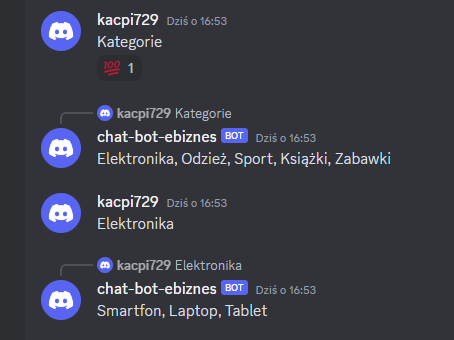 kacpi729 Dziś o 16:53
Kategorie
💯 1
kacpi729 Kategorie
chat-bot-ebiznes BOT Dziś o 16:53
Elektronika, Odzież, Sport, Książki, Zabawki
kacpi729 Dziś o 16:53
Elektronika
kacpi729 Elektronika
chat-bot-ebiznes BOT Dziś o 16:53
Smartfon, Laptop, Tablet